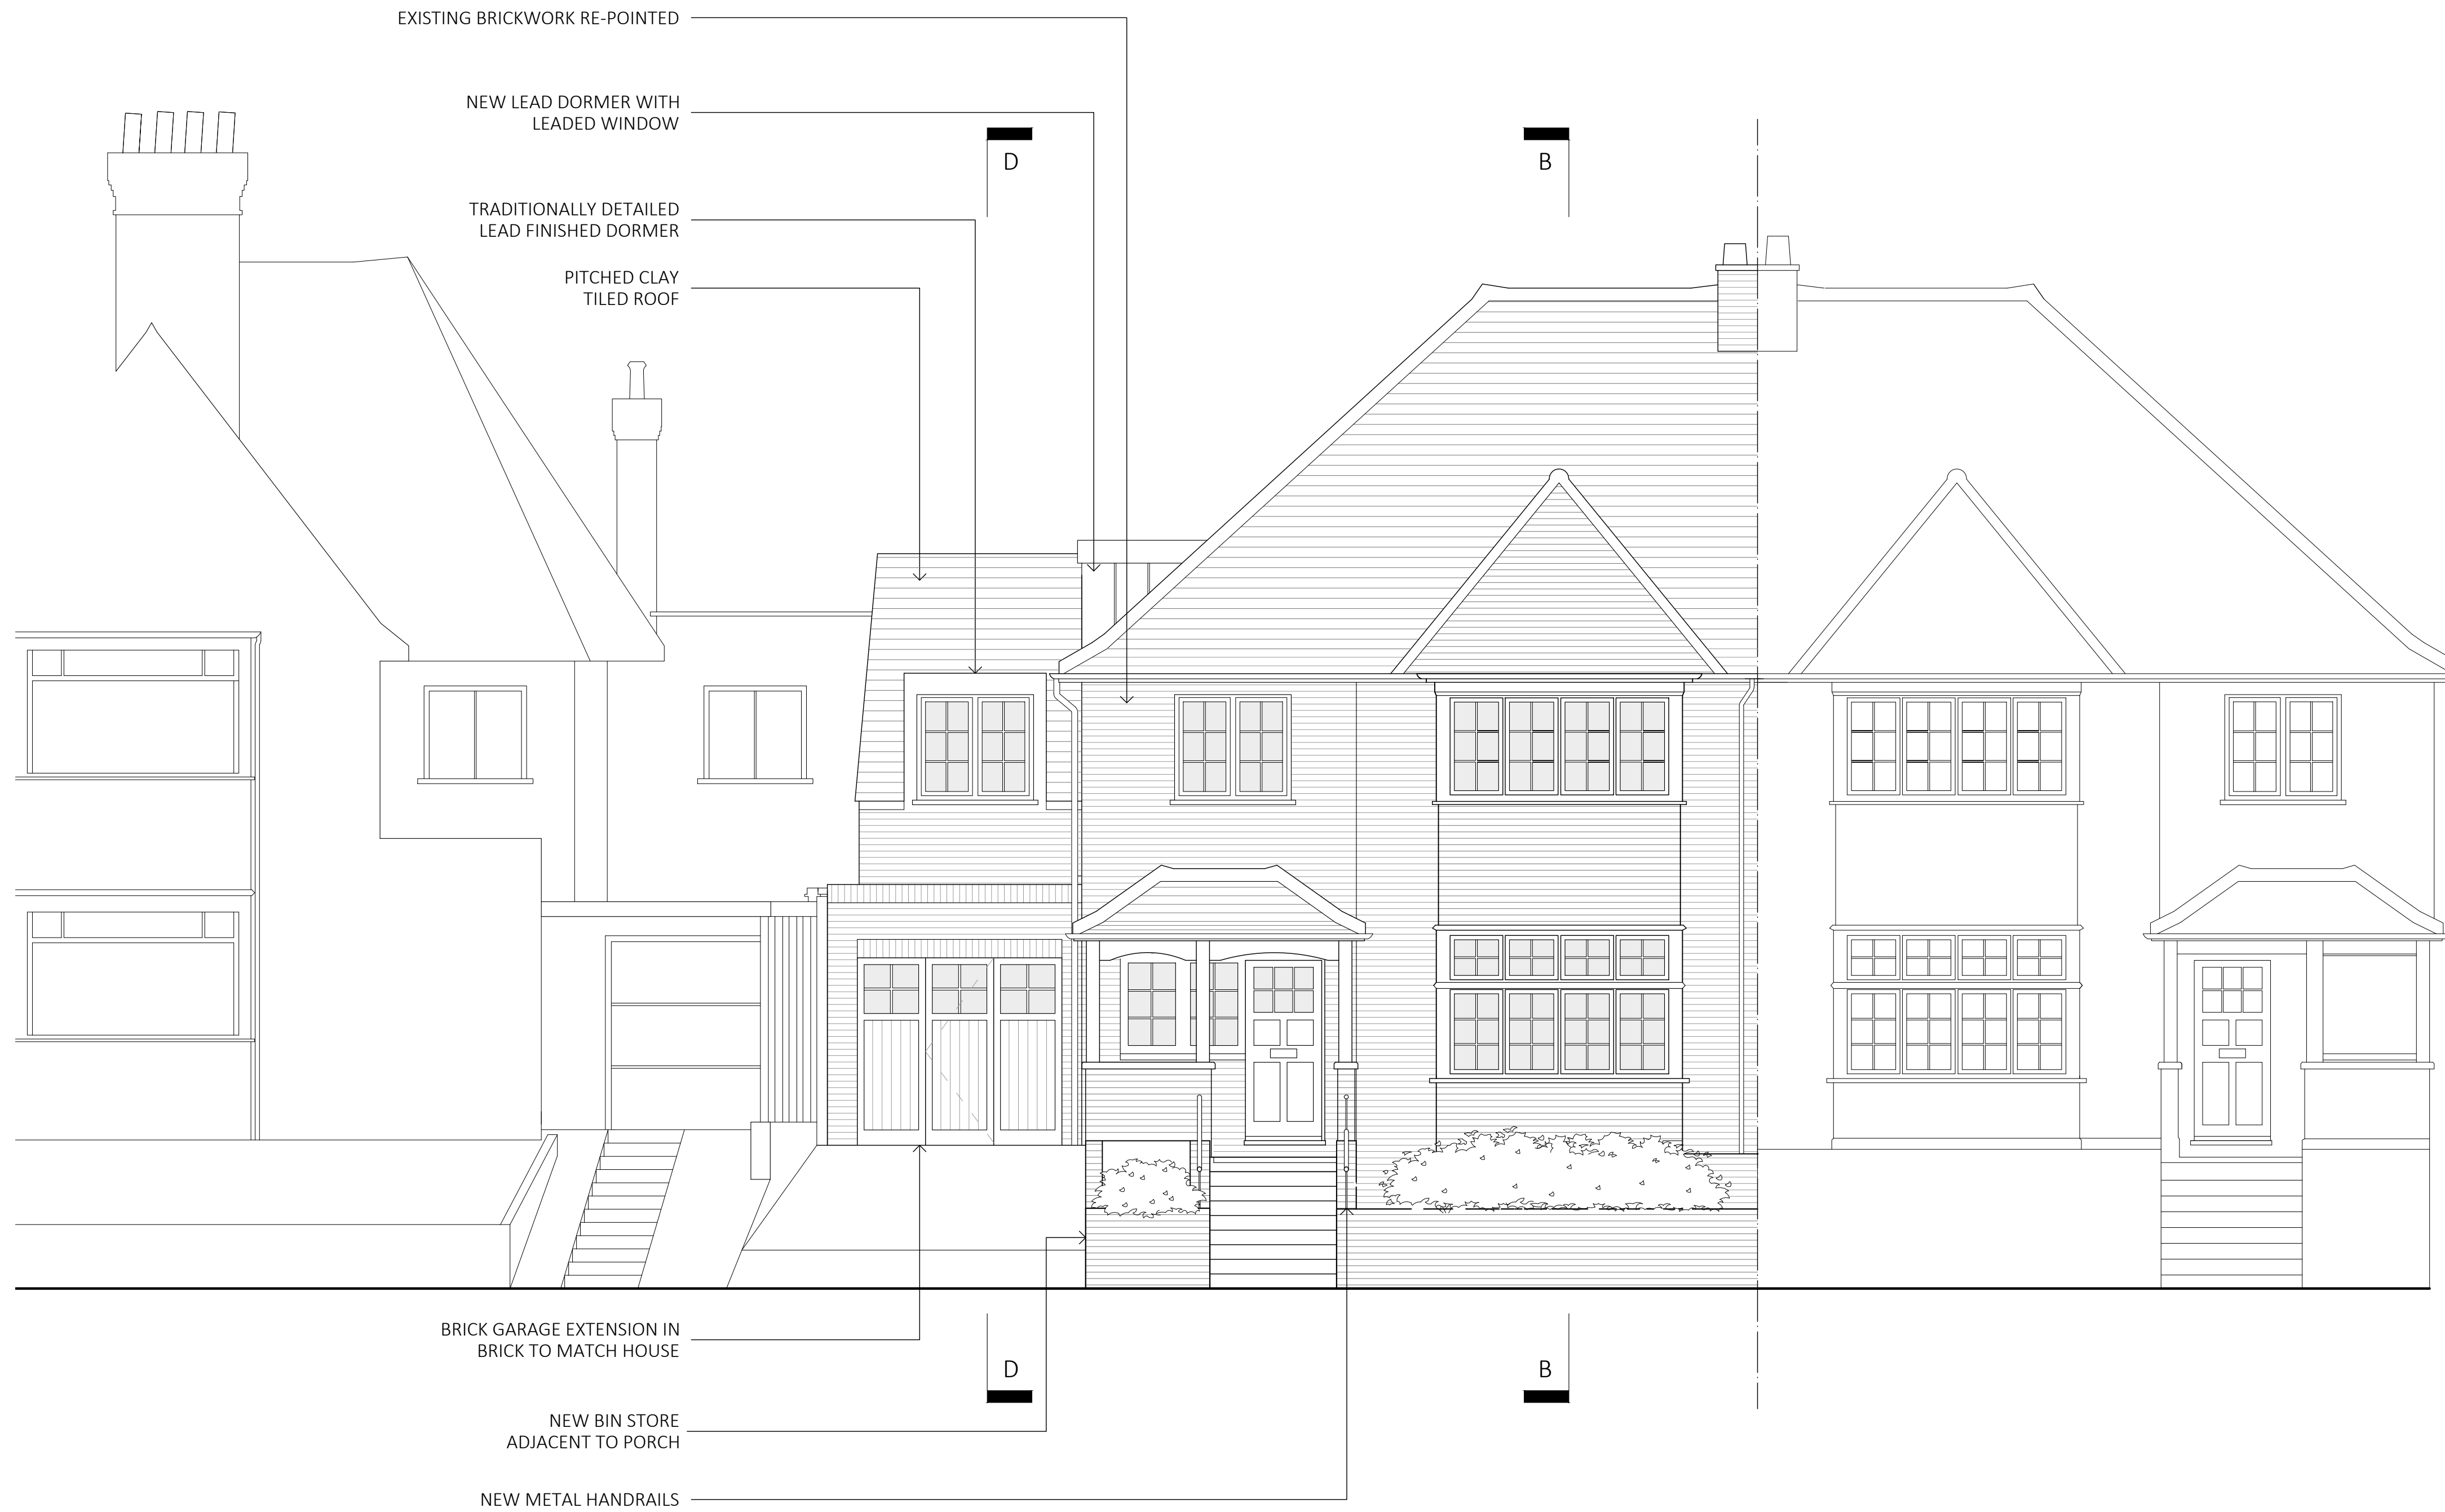 EXISTING BRICKWORK RE-POINTED
NEW LEAD DORMER WITH
LEADED WINDOW
D
B
TRADITIONALLY DETAILED
LEAD FINISHED DORMER
PITCHED CLAY
TILED ROOF
BRICK GARAGE EXTENSION IN
BRICK TO MATCH HOUSE
D
B
NEW BIN STORE
ADJACENT TO PORCH
NEW METAL HANDRAILS